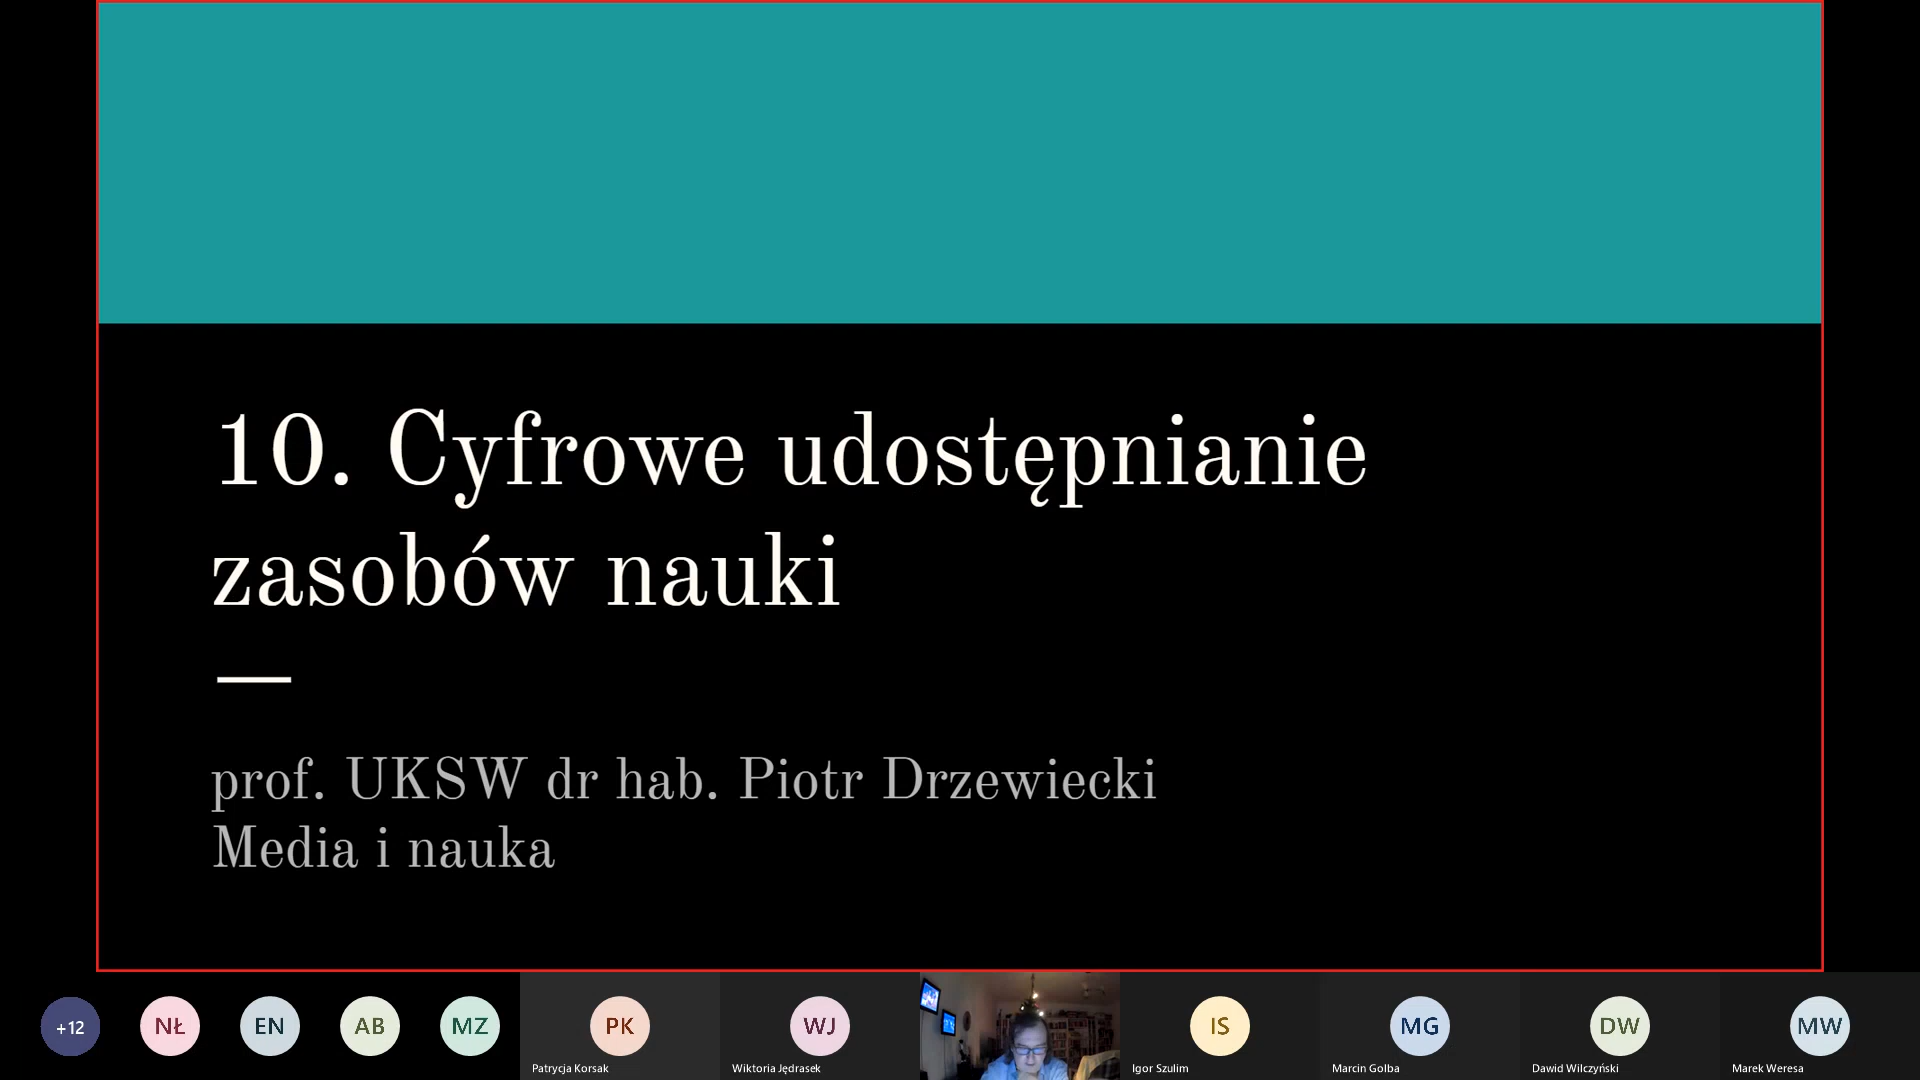 10. Cyfrowe udostępnianie
zasobów nauki
prof. UKSW dr hab. Piotr Drzewiecki
Media i nauka
+12
NŁ
EN
AB
MZ
PK
WJ
IS
MG
DW
MW
Patrycja Korsak
Wiktoria Jędrasek
Igor Szulim
Marcin Golba
Dawid Wilczyński
Marek Weresa